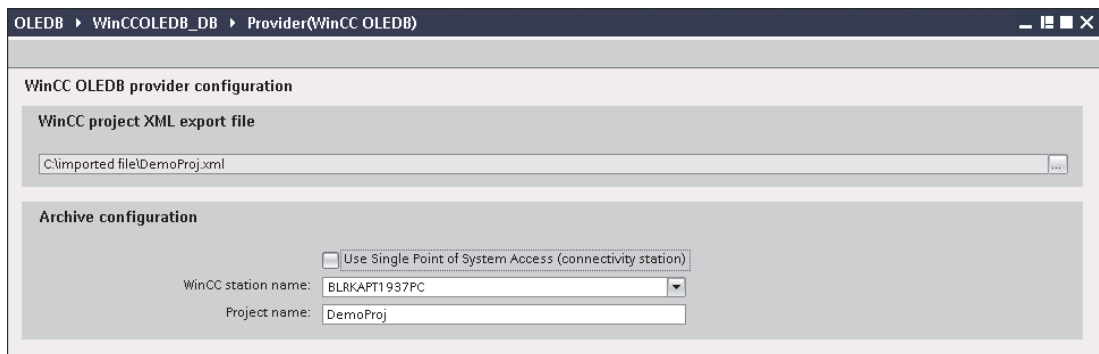 OLEDB ▸ WinCCOLEDB_DB ▸ Provider(WinCC OLEDB)
WinCC OLEDB provider configuration
WinCC project XML export file
C:\imported file\DemoProj.xml
...
Archive configuration
Use Single Point of System Access (connectivity station)
WinCC station name: BLRKAPT1937PC
Project name: DemoProj